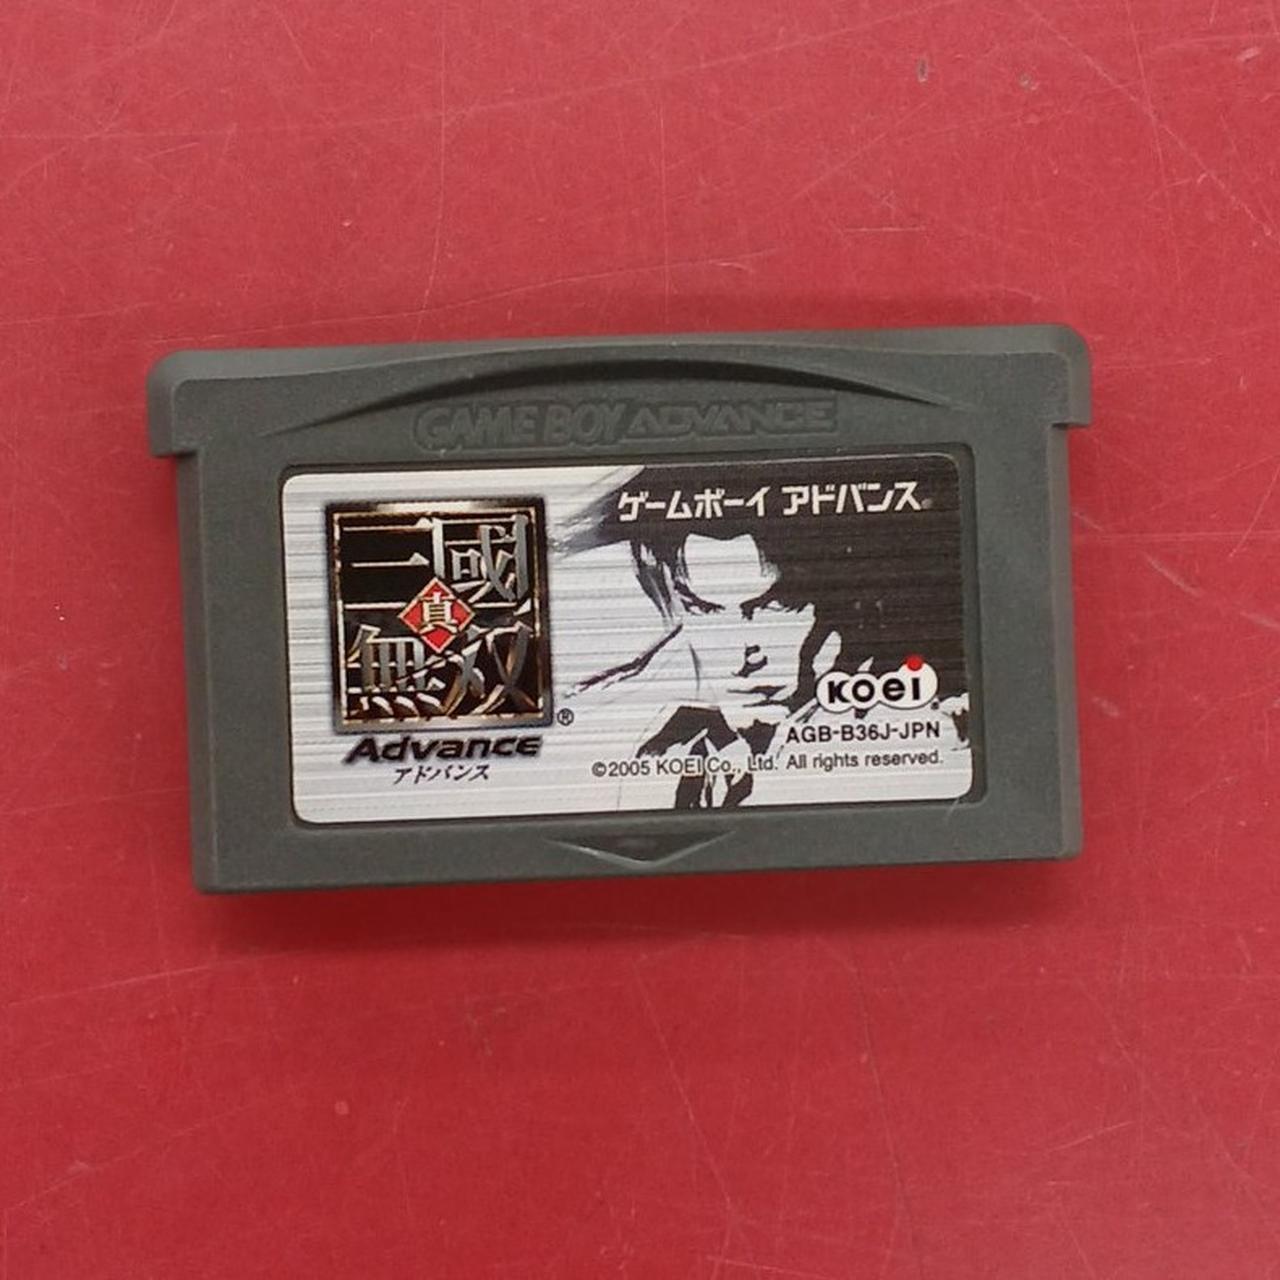 GAME BOY ADVANCE
ゲームボーイ アドバンス
真
三國
無双
®
Advance
アドバンス
KOEI
AGB-B36J-JPN
©2005 KOEI Co., Ltd. All rights reserved.